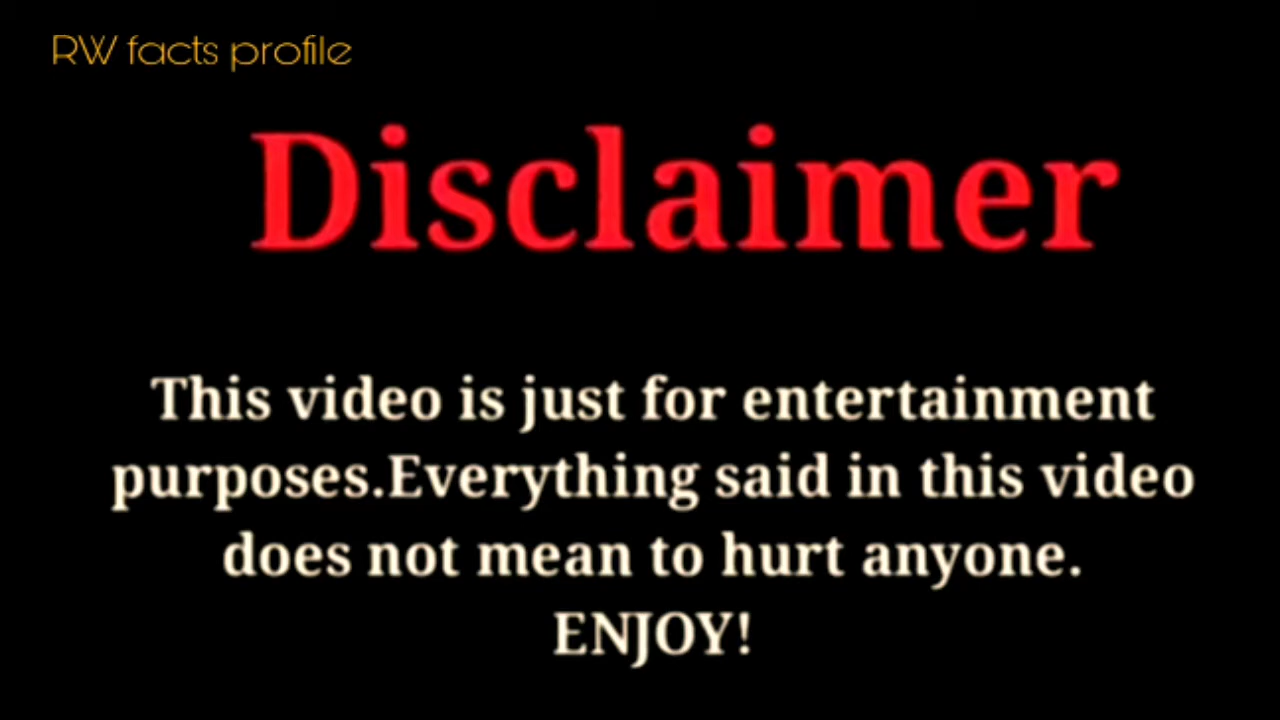 RW facts profile
Disclaimer
This video is just for entertainment
purposes.Everything said in this video
does not mean to hurt anyone.
ENJOY!